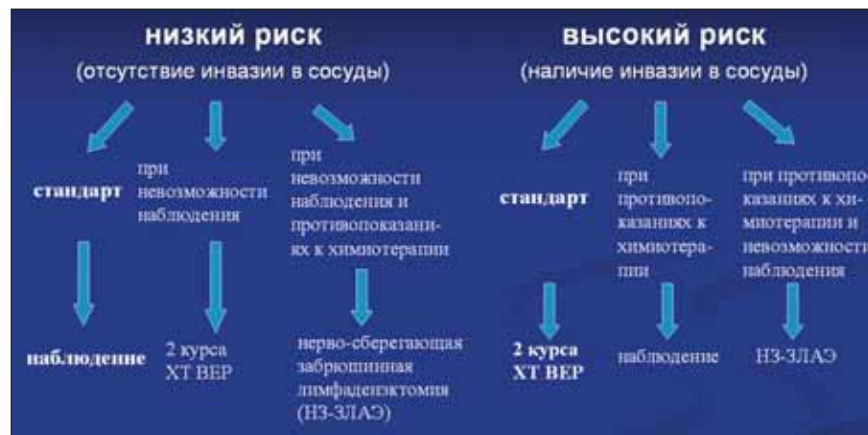 низкий риск
(отсутствие инвазии в сосуды)
стандарт
при
невозможности
наблюдения
при
невозможности
наблюдения и
противопоказани-
ях к химиотерапии
наблюдение
2 курса
ХТ ВЕР
нерво-сберегающая
забрюшинная
лимфаденэктомия
(НЗ-ЗЛАЭ)
высокий риск
(наличие инвазии в сосуды)
стандарт
при
противопо-
казаниях к
химиотера-
пии
при противопо-
казаниях к хи-
миотерапии и
невозможности
наблюдения
2 курса
ХТ ВЕР
наблюдение
НЗ-ЗЛАЭ